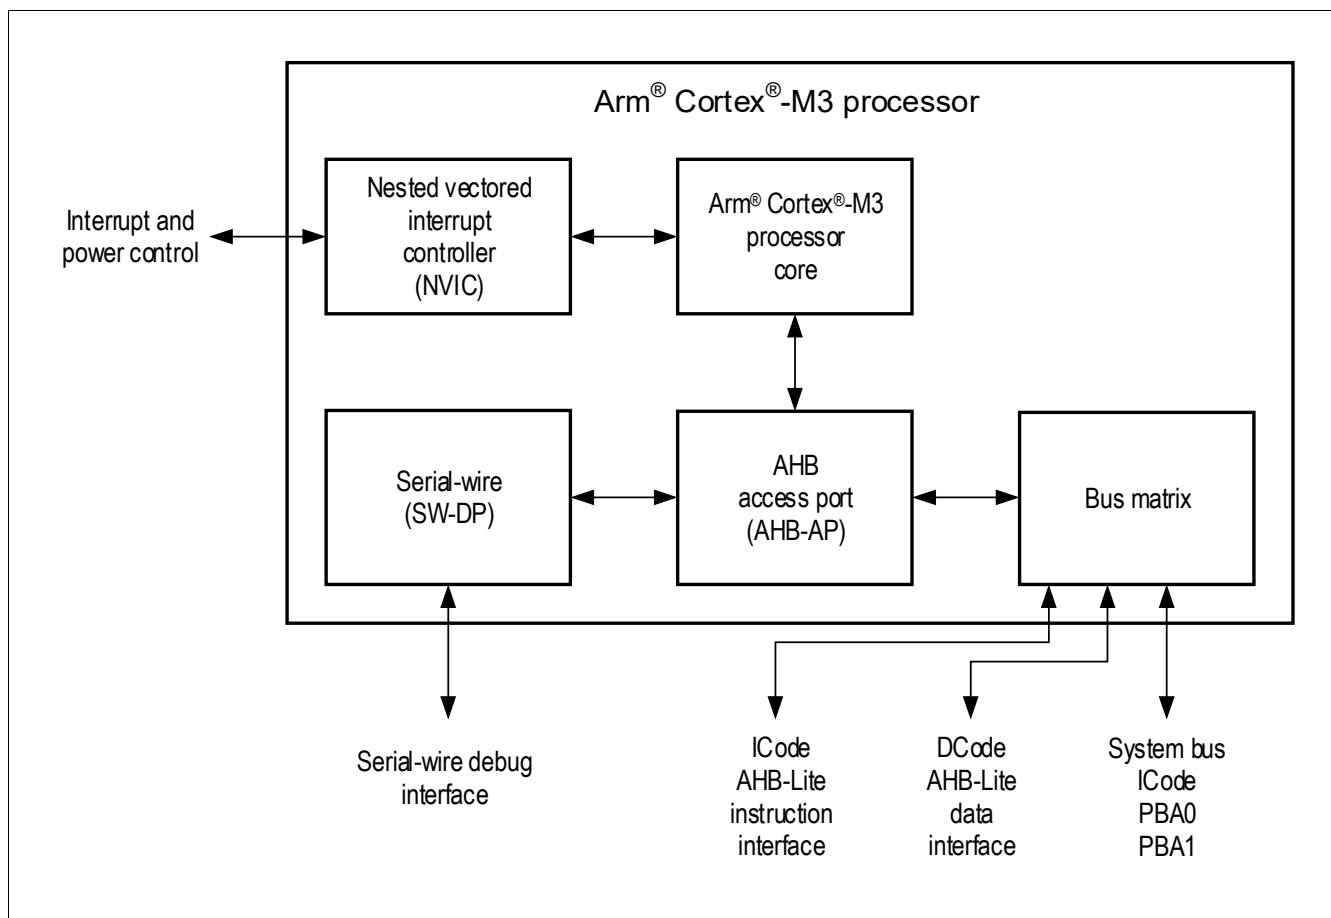 Arm® Cortex®-M3 processor
Nested vectored
interrupt
controller
(NVIC)
Arm® Cortex®-M3
processor
core
Interrupt and
power control
Serial-wire
(SW-DP)
AHB
access port
(AHB-AP)
Bus matrix
Serial-wire debug
interface
ICode
AHB-Lite
instruction
interface
DCode
AHB-Lite
data
interface
System bus
ICode
PBA0
PBA1